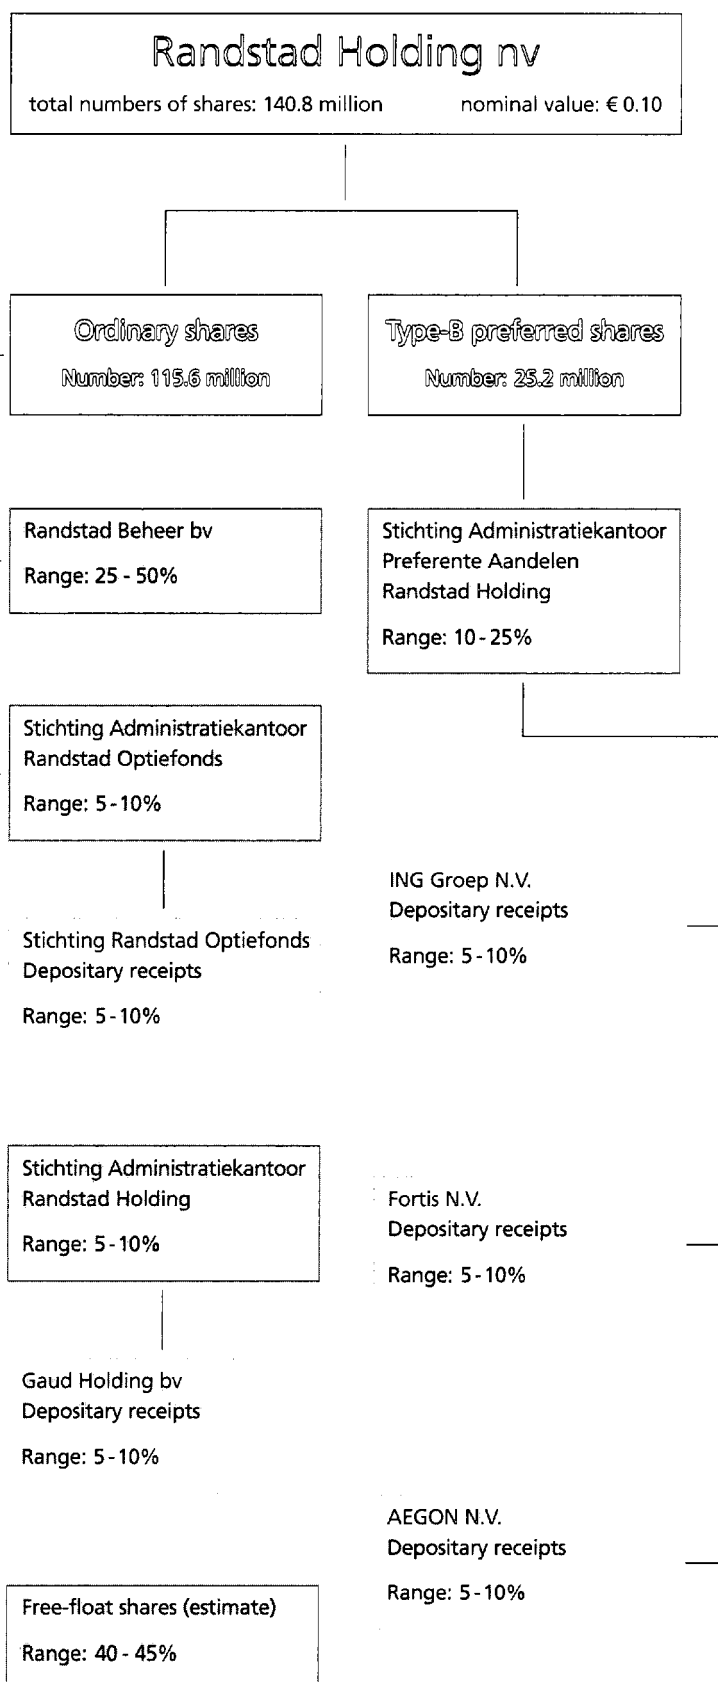 Randstad Holding nv
total numbers of shares: 140.8 million nominal value: € 0.10
Ordinary shares
Number: 115.6 million
Type-B preferred shares
Number: 25.2 million
Randstad Beheer bv
Range: 25 - 50%
Stichting Administratiekantoor
Preferente Aandelen
Randstad Holding
Range: 10 - 25%
Stichting Administratiekantoor
Randstad Optiefonds
Range: 5 - 10%
Stichting Randstad Optiefonds
Depositary receipts
Range: 5 - 10%
ING Groep N.V.
Depositary receipts
Range: 5 - 10%
Stichting Administratiekantoor
Randstad Holding
Range: 5 - 10%
Fortis N.V.
Depositary receipts
Range: 5 - 10%
Gaud Holding bv
Depositary receipts
Range: 5 - 10%
AEGON N.V.
Depositary receipts
Range: 5 - 10%
Free-float shares (estimate)
Range: 40 - 45%